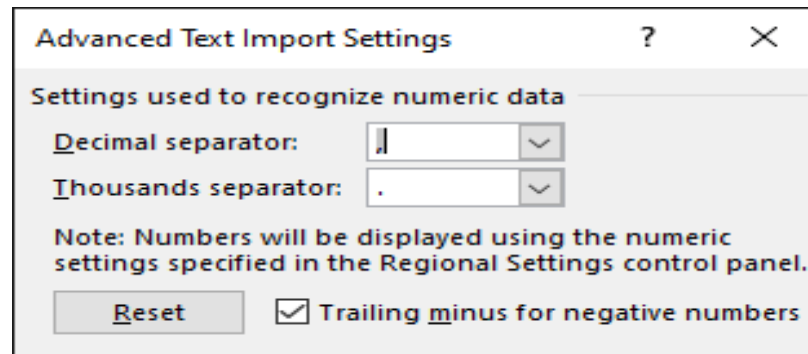 Advanced Text Import Settings ?
Settings used to recognize numeric data
Decimal separator: ,
Thousands separator: .
Note: Numbers will be displayed using the numeric
settings specified in the Regional Settings control panel.
Reset Trailing minus for negative numbers